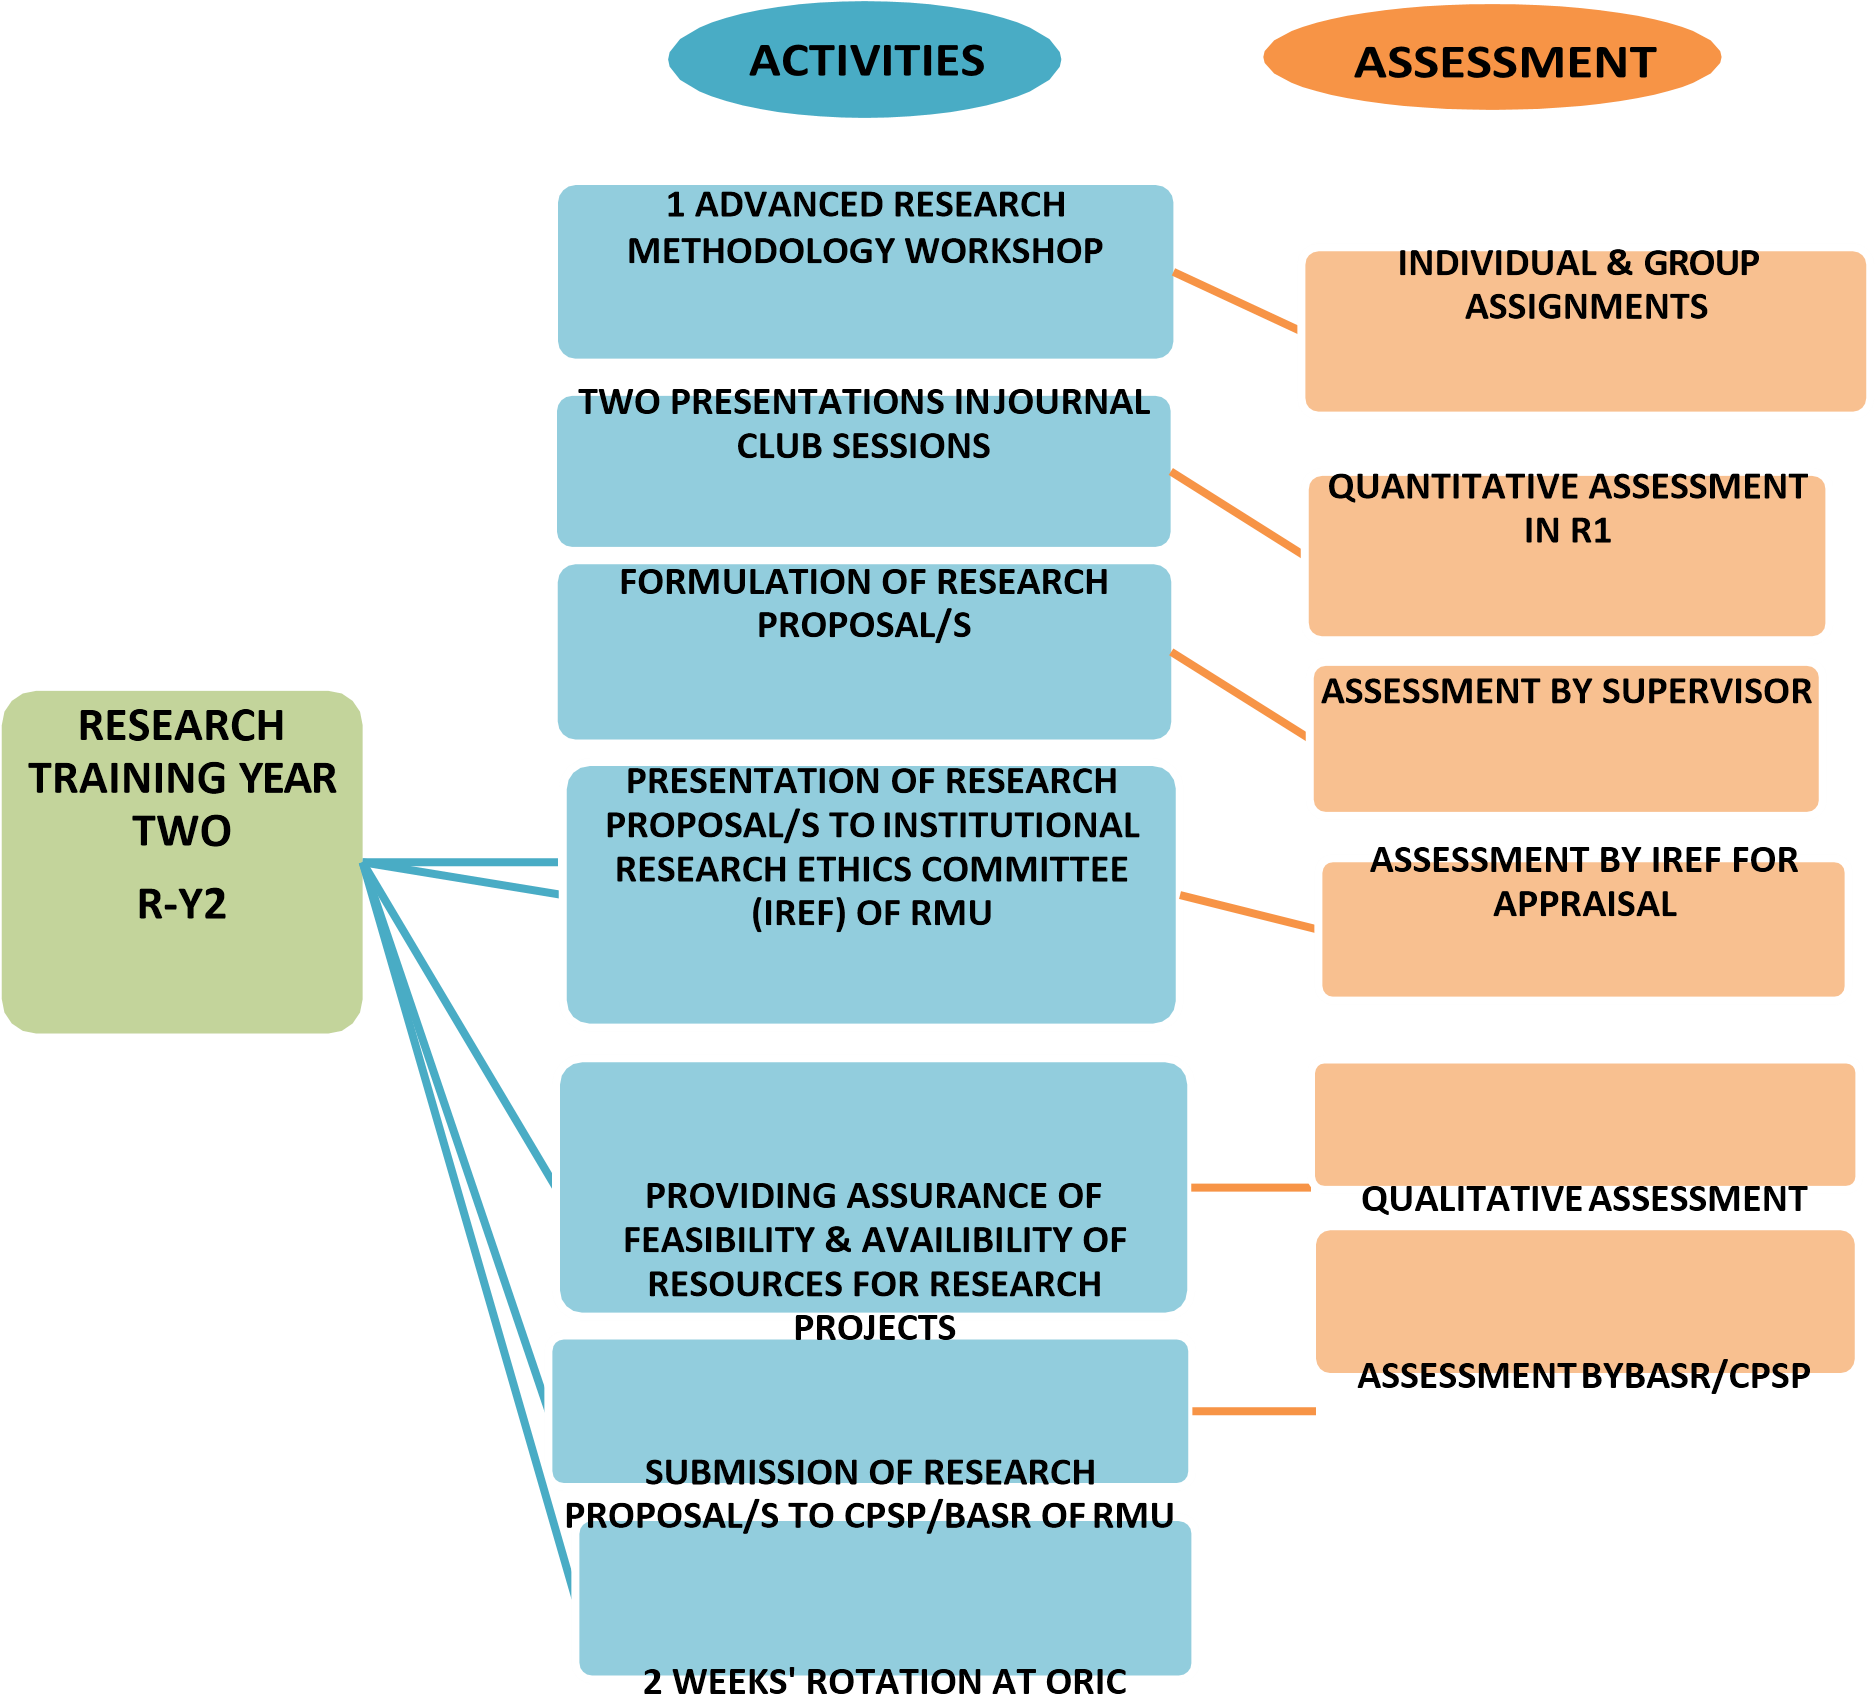 ACTIVITIES
ASSESSMENT
1 ADVANCED RESEARCH
METHODOLOGY WORKSHOP
INDIVIDUAL & GROUP
ASSIGNMENTS
TWO PRESENTATIONS IN JOURNAL
CLUB SESSIONS
QUANTITATIVE ASSESSMENT
IN R1
FORMULATION OF RESEARCH
PROPOSAL/S
ASSESSMENT BY SUPERVISOR
RESEARCH
TRAINING YEAR
TWO
R-Y2
PRESENTATION OF RESEARCH
PROPOSAL/S TO INSTITUTIONAL
RESEARCH ETHICS COMMITTEE
(IREF) OF RMU
ASSESSMENT BY IREF FOR
APPRAISAL
PROVIDING ASSURANCE OF
FEASIBILITY & AVAILIBILITY OF
RESOURCES FOR RESEARCH
PROJECTS
QUALITATIVE ASSESSMENT
SUBMISSION OF RESEARCH
PROPOSAL/S TO CPSP/BASR OF RMU
ASSESSMENT BYBASR/CPSP
2 WEEKS' ROTATION AT ORIC